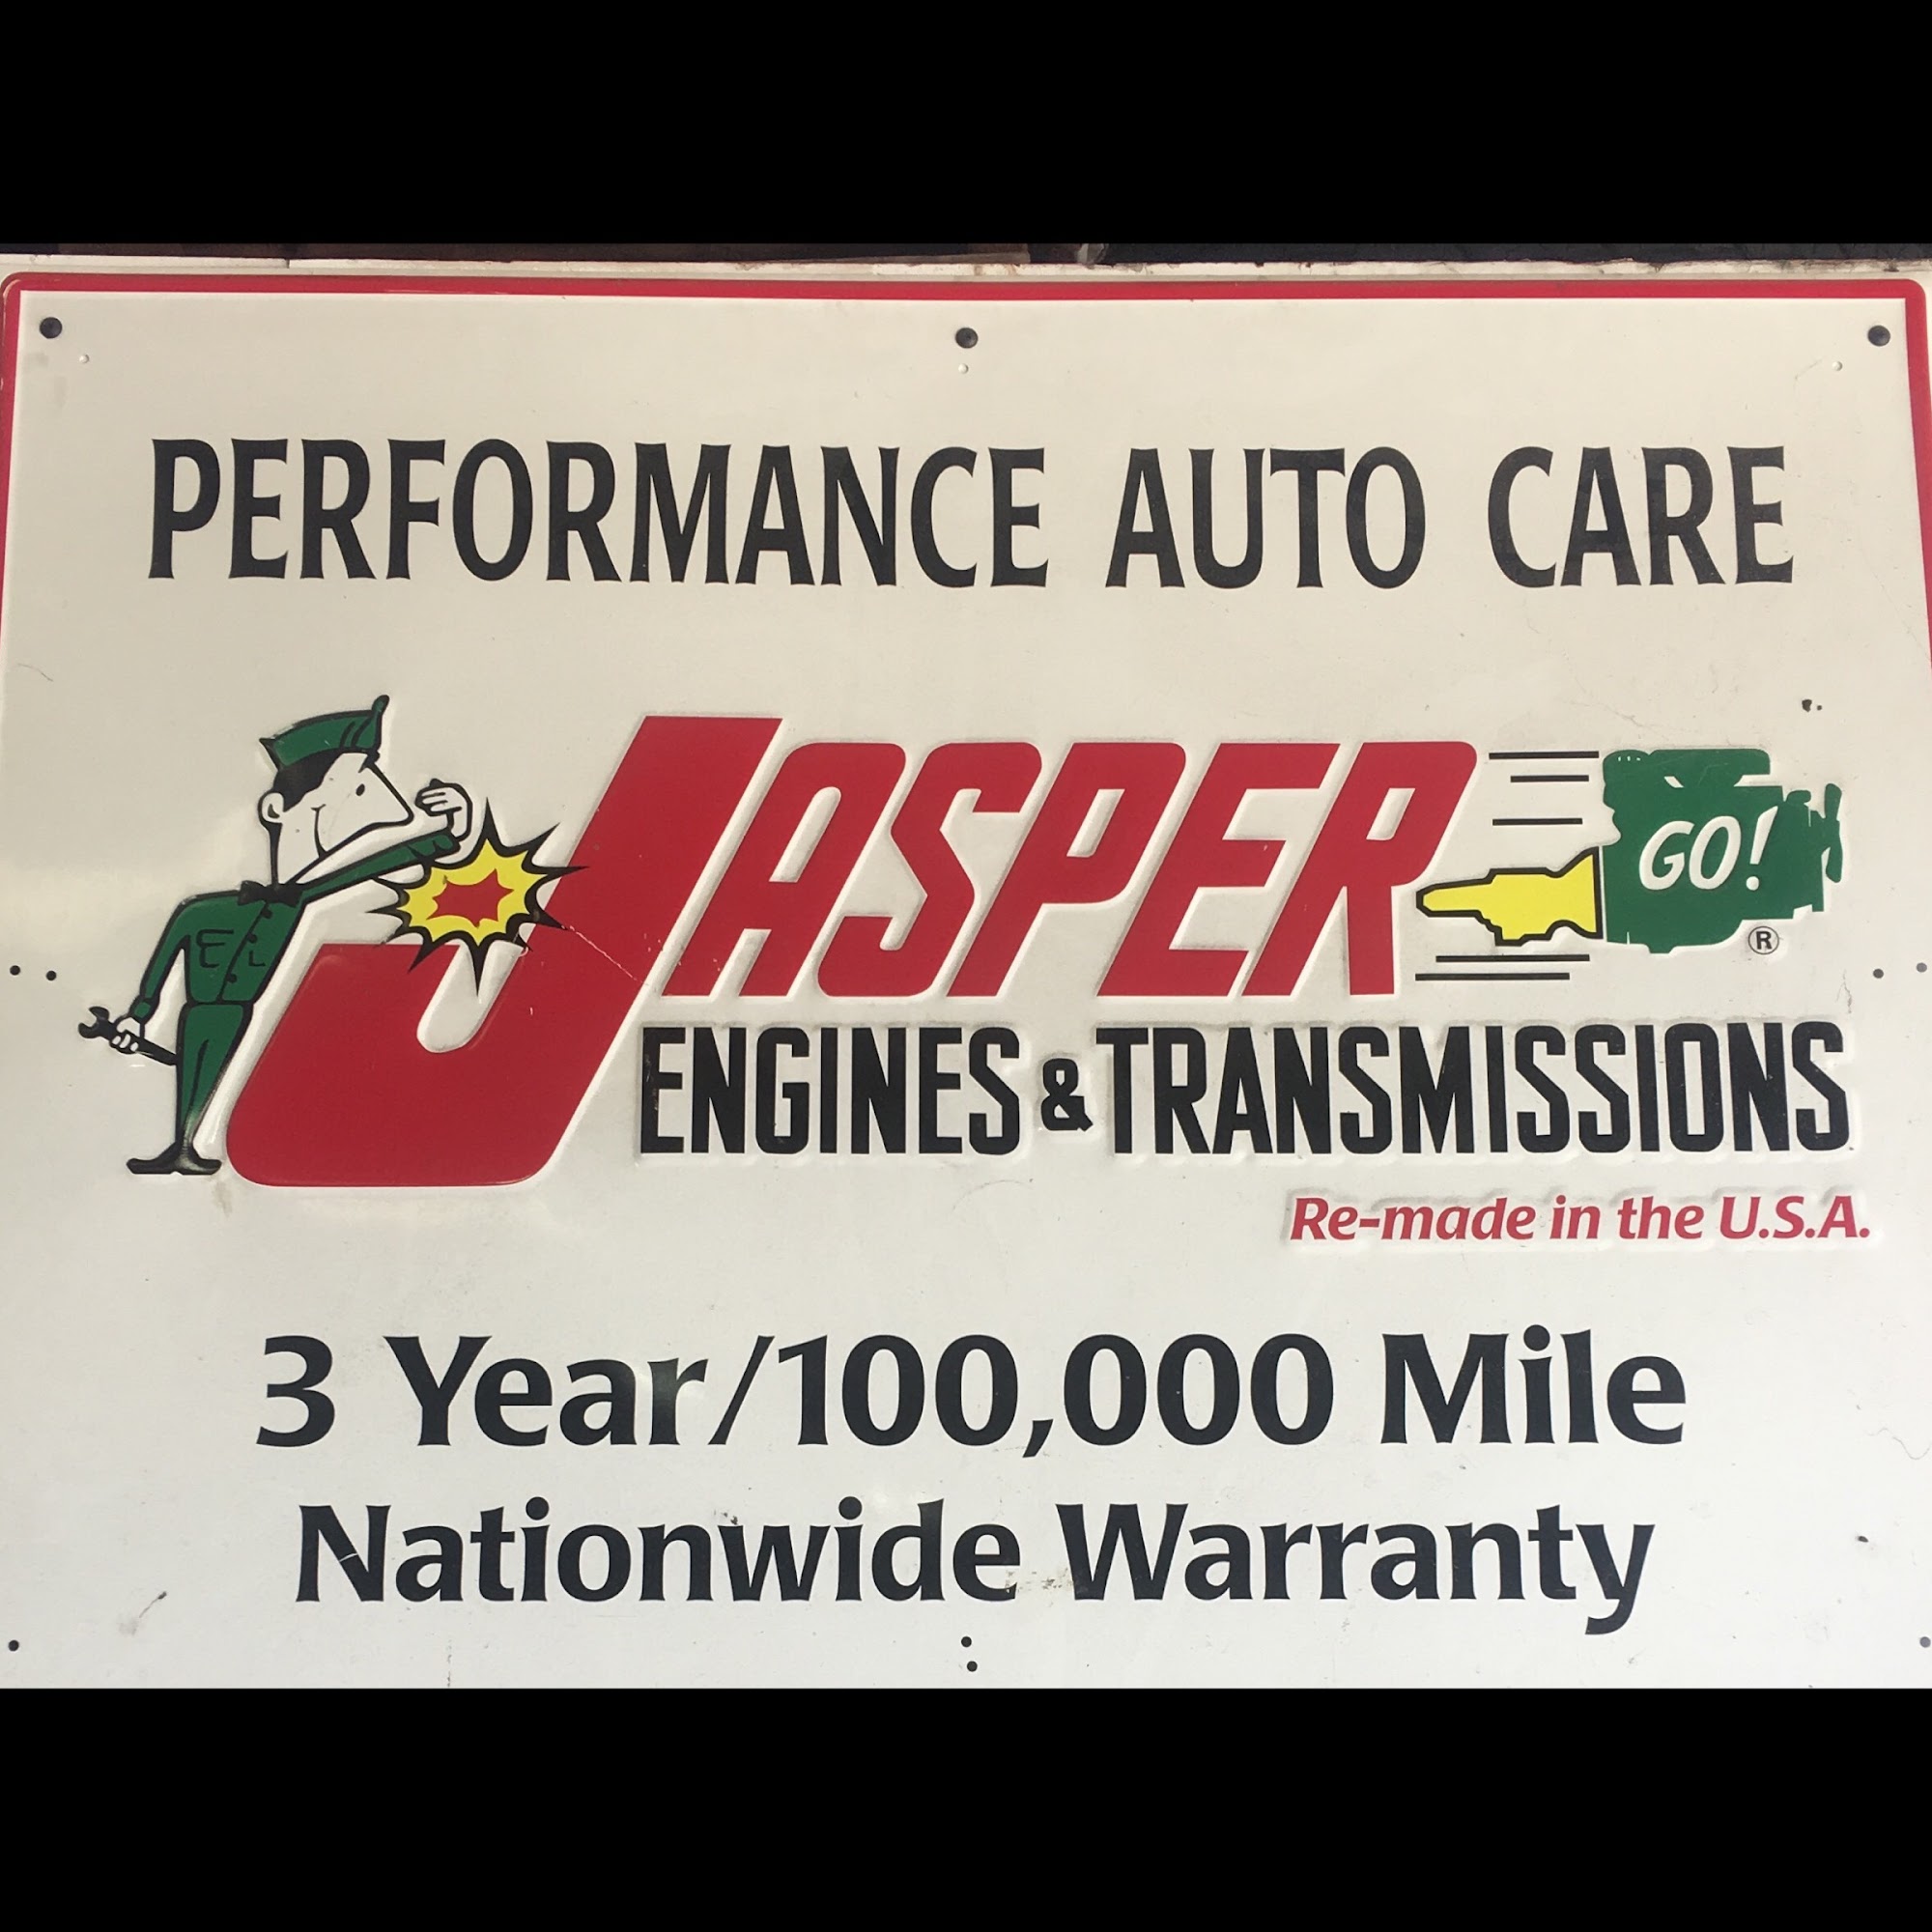 PERFORMANCE AUTO CARE
JASPER
GO!
®
ENGINES & TRANSMISSIONS
Re-made in the U.S.A.
3 Year/100,000 Mile
Nationwide Warranty